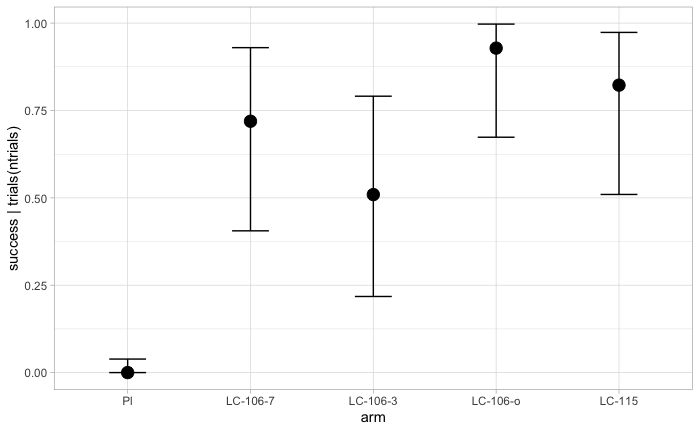 success | trials(ntrials)
1.00
0.75
0.50
0.25
0.00
Pl
LC-106-7
LC-106-3
LC-106-o
LC-115
arm